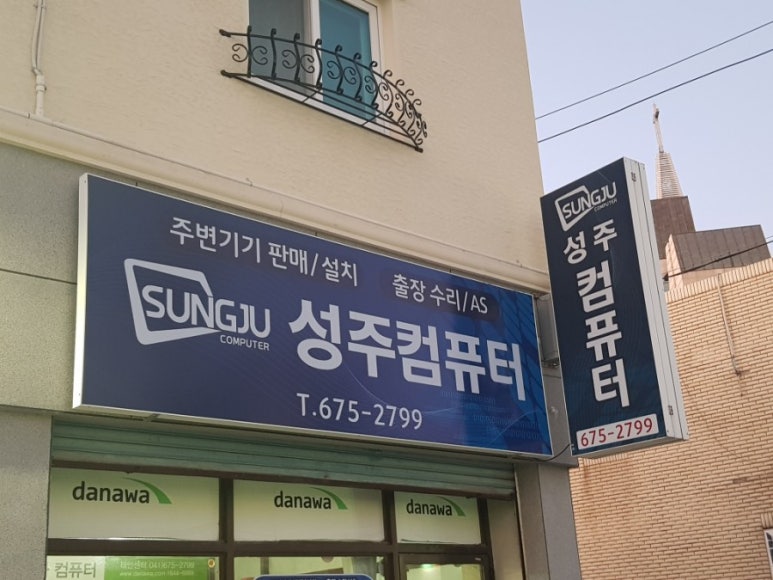 주변기기 판매/설치 출장 수리/AS
SUNGJU
COMPUTER
성주컴퓨터
T.675-2799
SUNGJU
COMPUTER
성주
컴퓨터
675-2799
danawa
danawa
danawa
컴퓨터